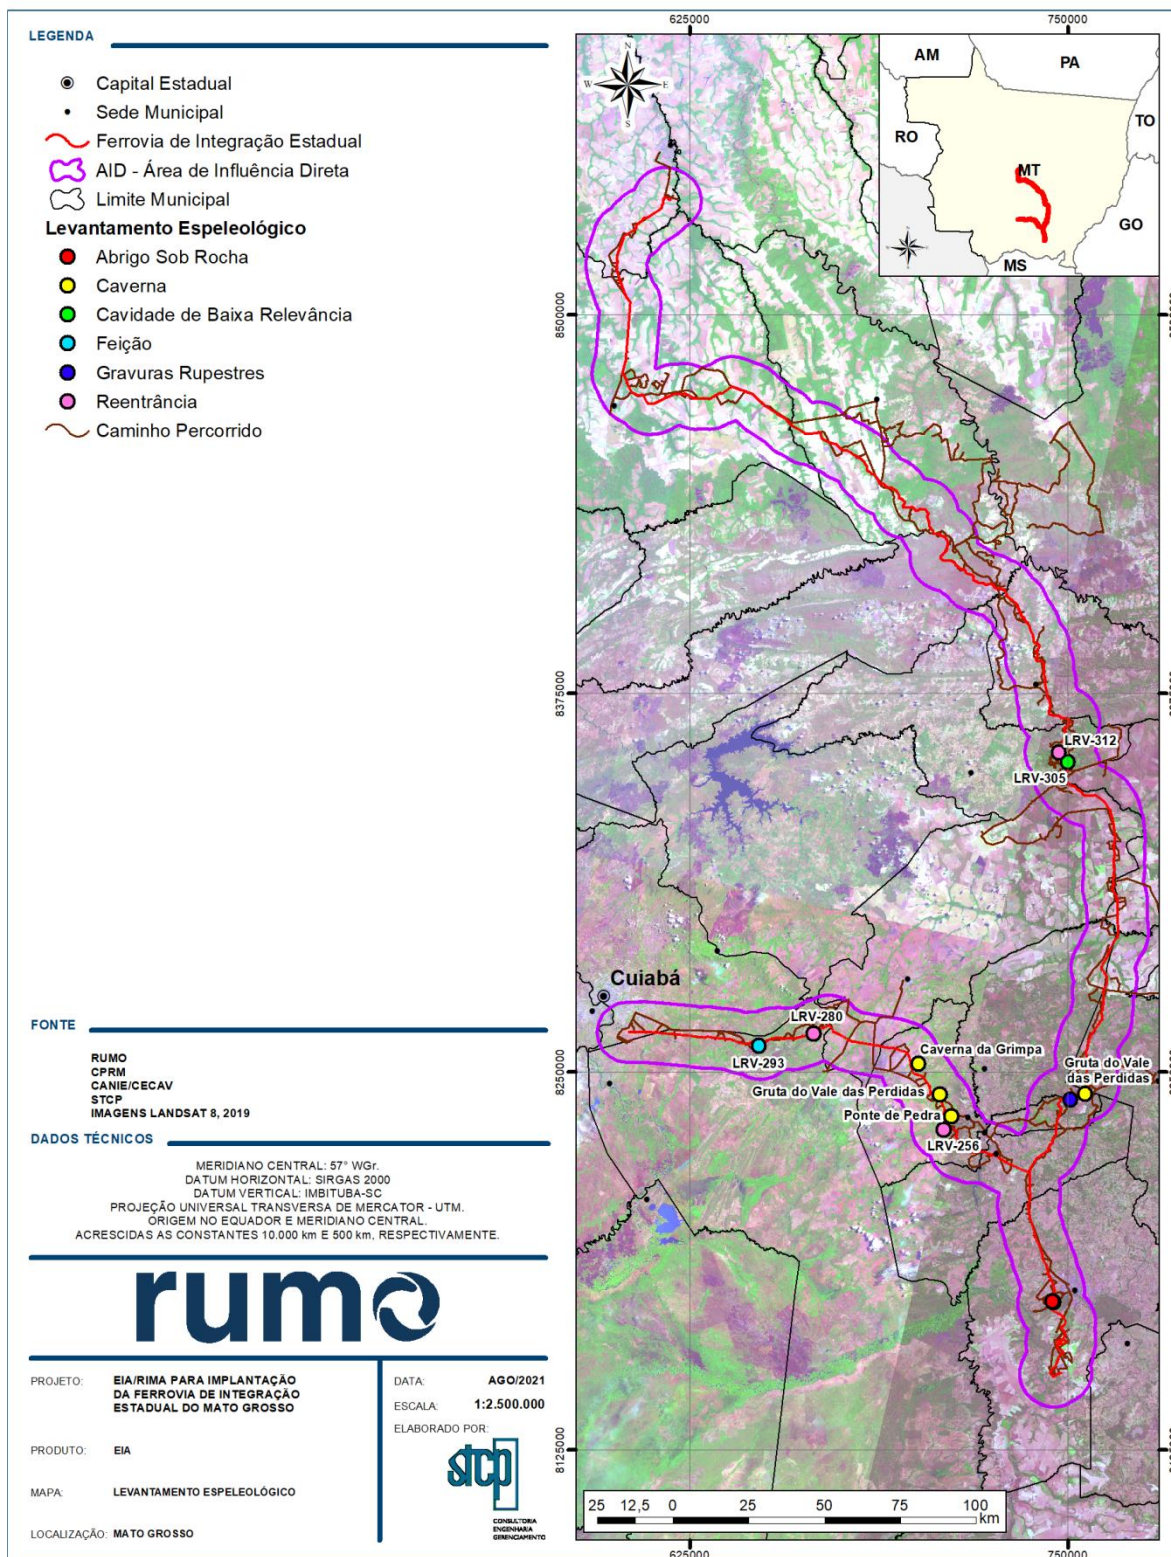 LEGENDA
Capital Estadual
Sede Municipal
Ferrovia de Integração Estadual
AID - Área de Influência Direta
Limite Municipal
Levantamento Espeleológico
Abrigo Sob Rocha
Caverna
Cavidade de Baixa Relevância
Feição
Gravuras Rupestres
Reentrância
Caminho Percorrido
FONTE
RUMO
CPRM
CANIE/CECAV
STCP
IMAGENS LANDSAT 8, 2019
DADOS TÉCNICOS
MERIDIANO CENTRAL: 57° WGr.
DATUM HORIZONTAL: SIRGAS 2000
DATUM VERTICAL: IMBITUBA-SC
PROJEÇÃO UNIVERSAL TRANSVERSA DE MERCATOR - UTM.
ORIGEM NO EQUADOR E MERIDIANO CENTRAL.
ACRESCIDAS AS CONSTANTES 10.000 km E 500 km, RESPECTIVAMENTE.
rumo
PROJETO: EIA/RIMA PARA IMPLANTAÇÃO
DA FERROVIA DE INTEGRAÇÃO
ESTADUAL DO MATO GROSSO
PRODUTO: EIA
MAPA: LEVANTAMENTO ESPELEOLÓGICO
LOCALIZAÇÃO: MATO GROSSO
DATA: AGO/2021
ESCALA: 1:2.500.000
ELABORADO POR:
stcp
CONSULTORIA
ENGENHARIA
GERENCIAMENTO
625000 750000
N
W E
S
AM
PA
RO
TO
MT
GO
MS
8375000
LRV-312
LRV-305
Cuiabá
LRV-280
LRV-293
Caverna da Grimpa
Gruta do Vale
das Perdidas
Gruta do Vale das Perdidas
Ponte de Pedra
LRV-256
8250000
8125000
25 12,5 0 25 50 75 100
km
625000 750000